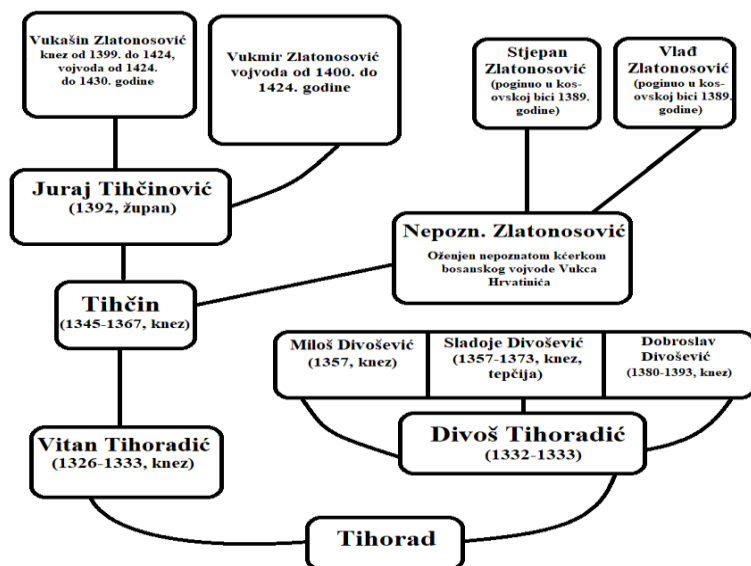 Vukašin Zlatonosović
knez od 1399. do 1424,
vojvoda od 1424.
do 1430. godine
Vukmir Zlatonosović
vojvoda od 1400. do
1424. godine
Stjepan
Zlatonosović
(poginuo u kos-
ovskoj bici 1389.
godine)
Vlađ
Zlatonosović
(poginuo u kos-
ovskoj bici 1389.
godine)
Juraj Tihčinović
(1392, župan)
Nepozn. Zlatonosović
Oženjen nepoznatom kćerkom
bosanskog vojvode Vukca
Hrvatinića
Tihčin
(1345-1367, knez)
Miloš Divošević
(1357, knez)
Sladoje Divošević
(1357-1373, knez,
tepčija)
Dobroslav
Divošević
(1380-1393, knez)
Vitan Tihoradić
(1326-1333, knez)
Divoš Tihoradić
(1332-1333)
Tihorad